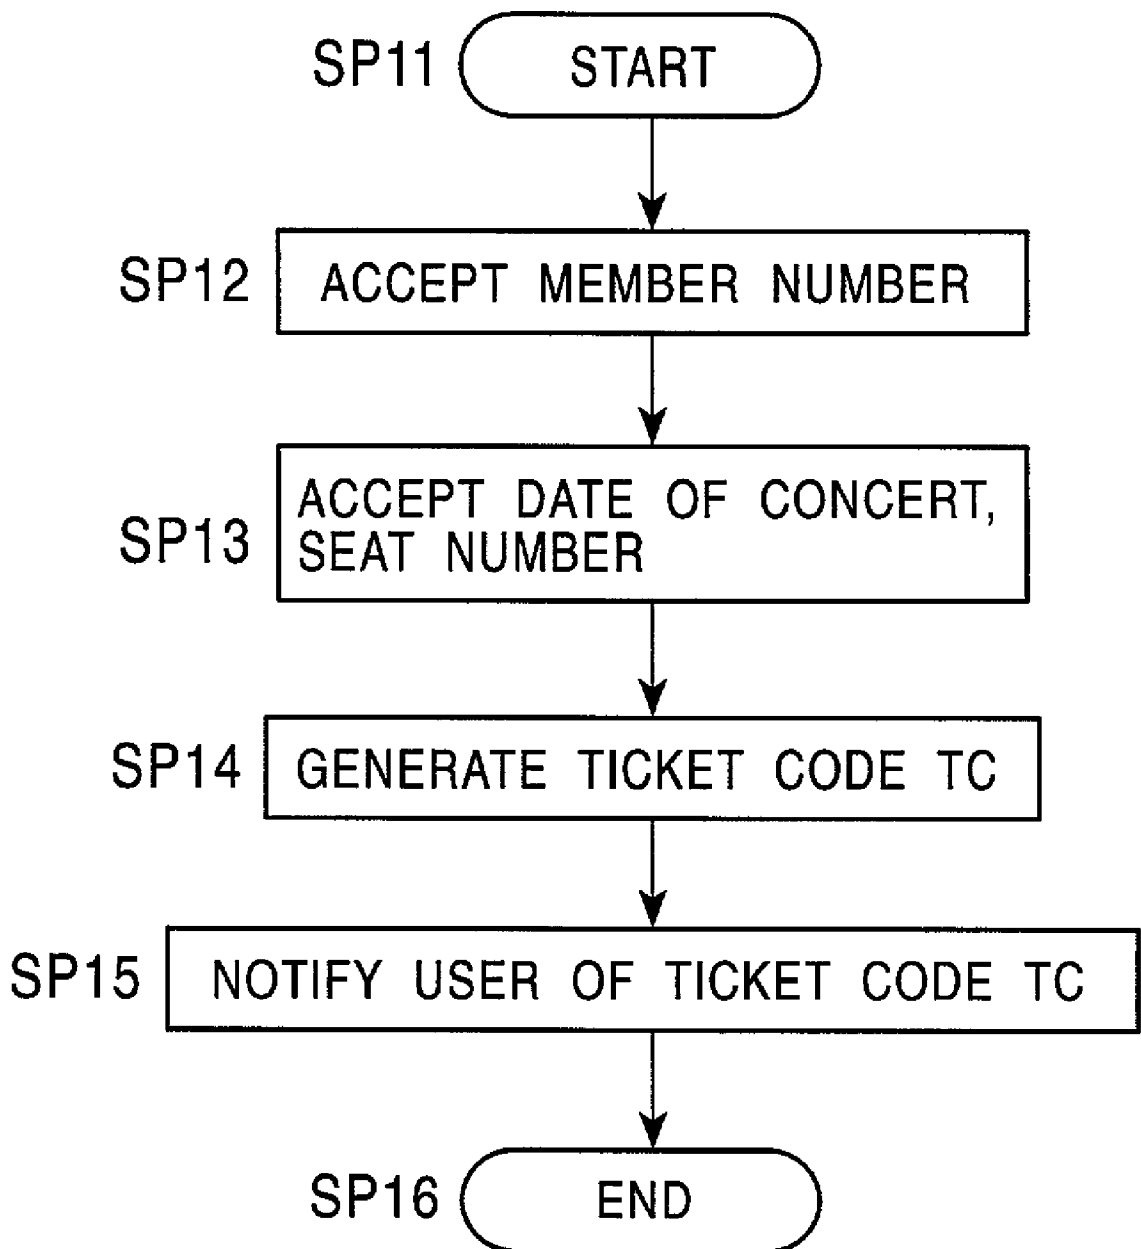 SP11 START
SP12 ACCEPT MEMBER NUMBER
SP13 ACCEPT DATE OF CONCERT,
SEAT NUMBER
SP14 GENERATE TICKET CODE TC
SP15 NOTIFY USER OF TICKET CODE TC
SP16 END